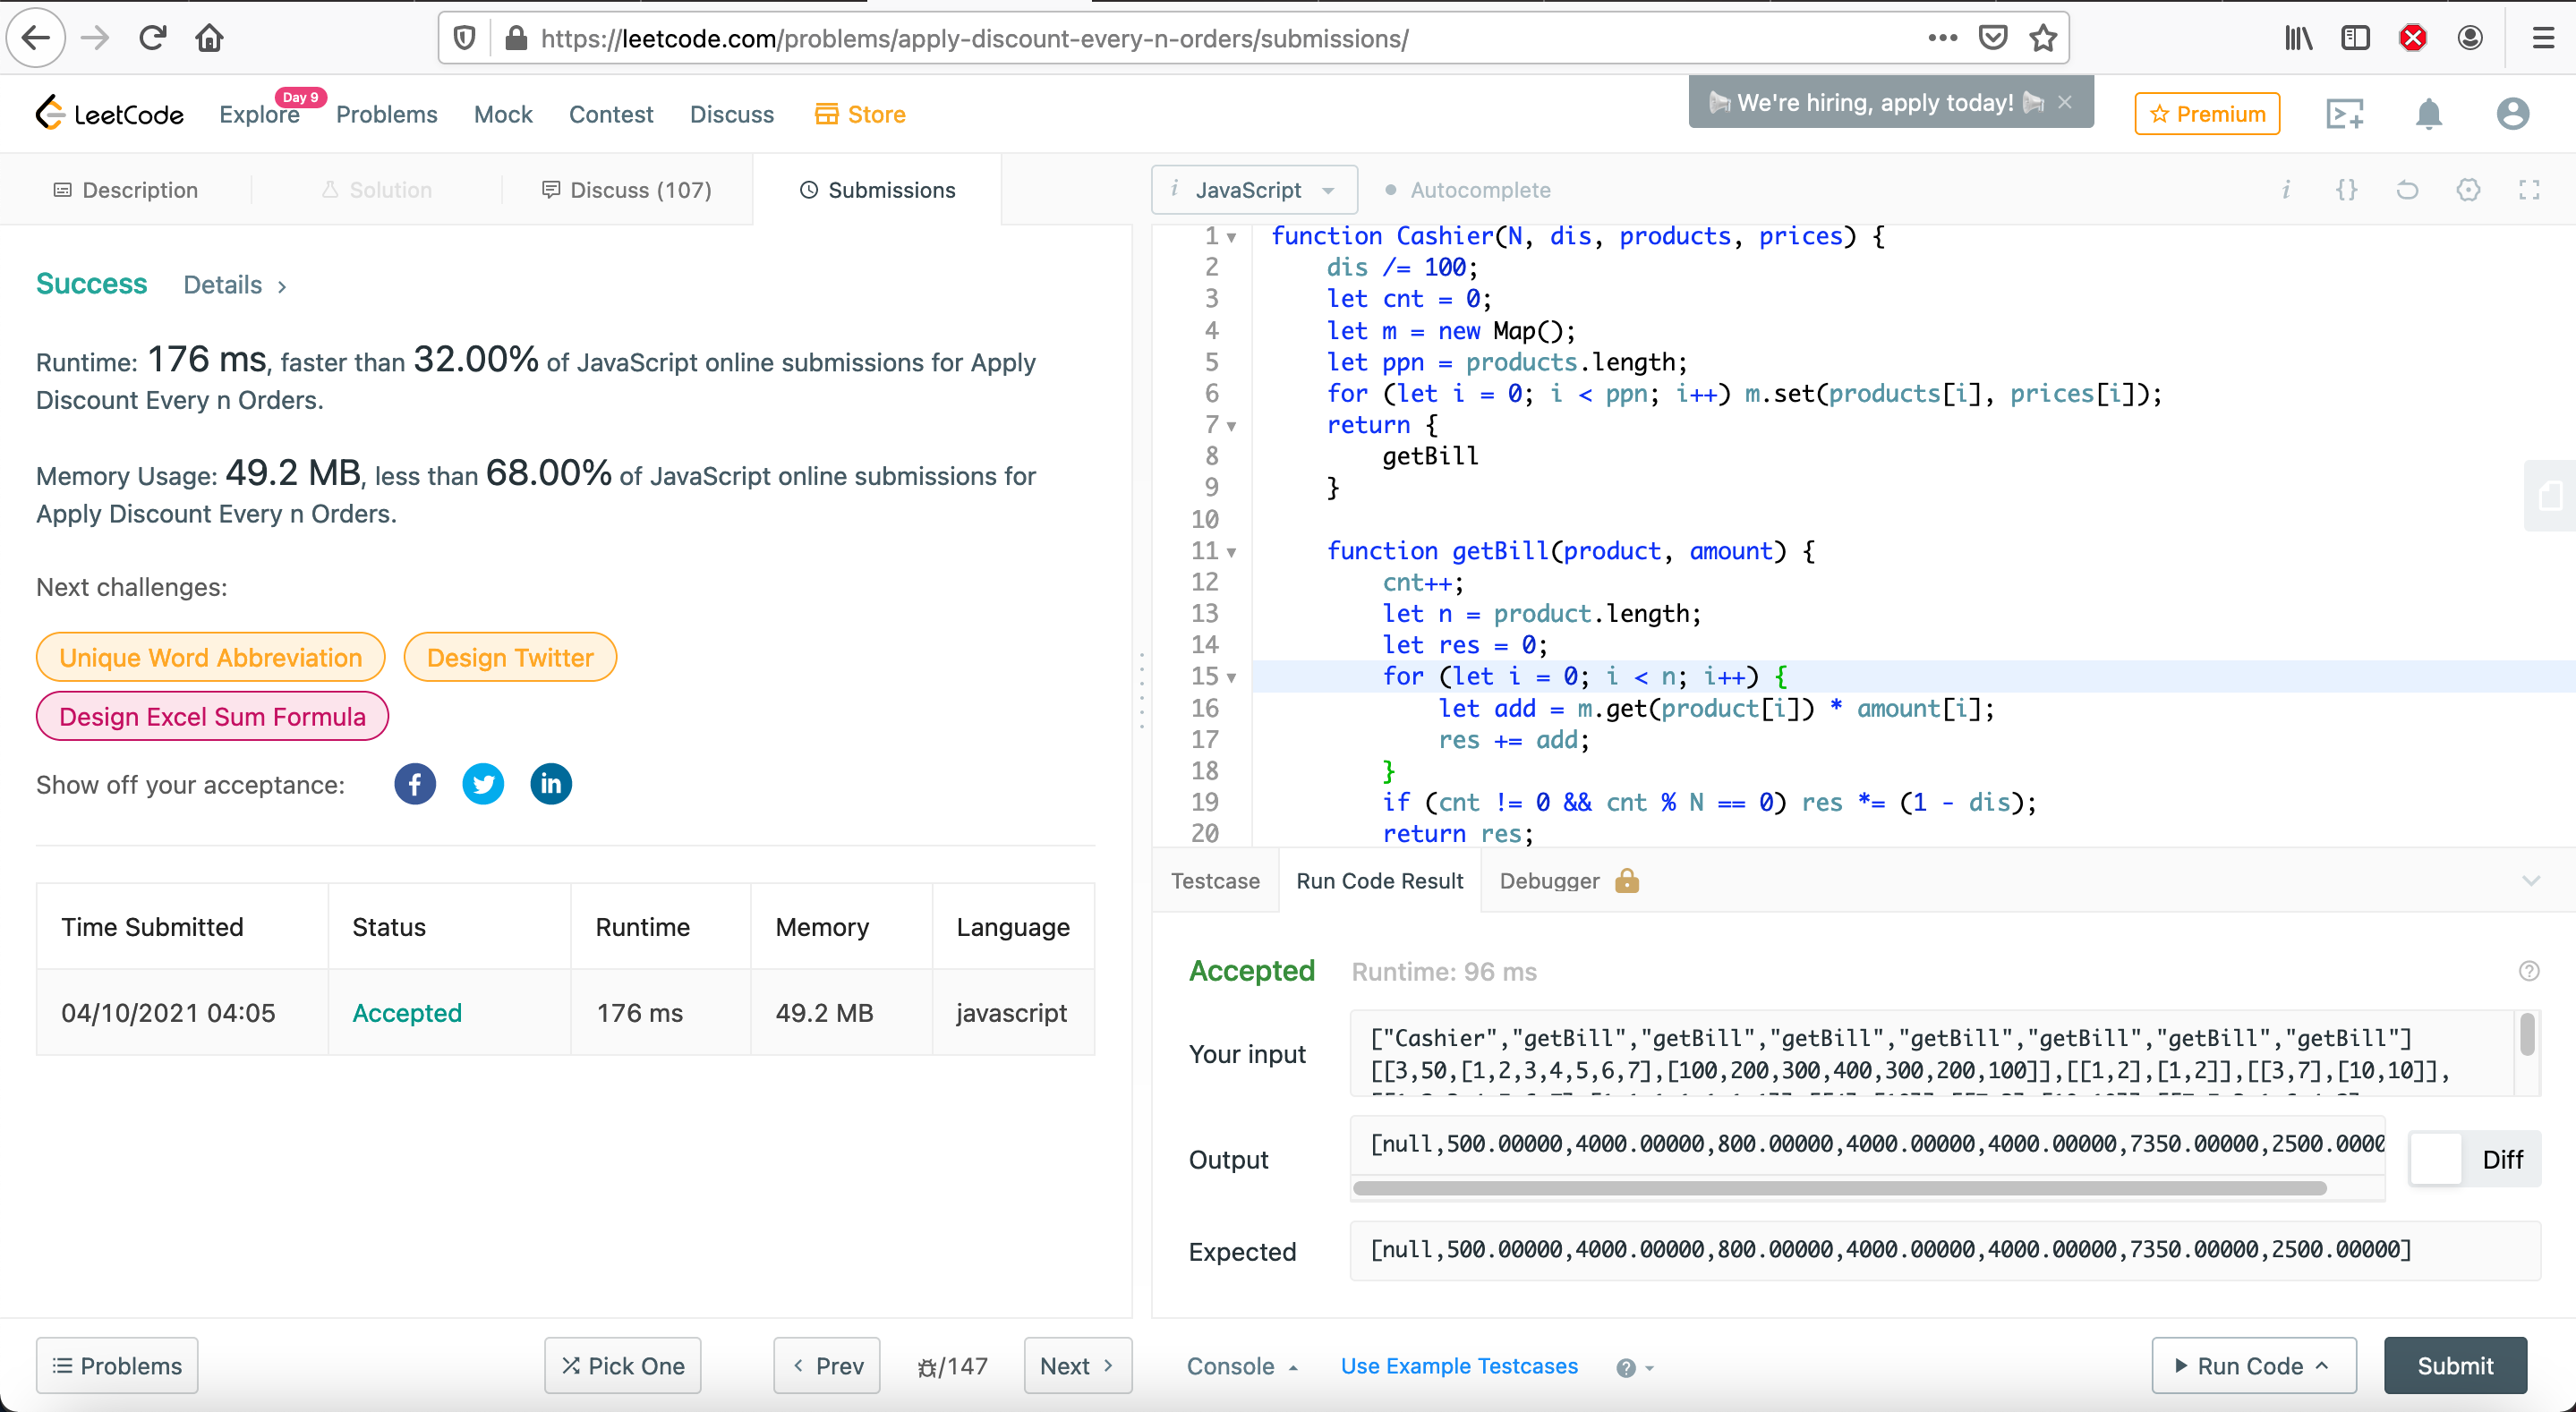 https://leetcode.com/problems/apply-discount-every-n-orders/submissions/
LeetCode
Explore
Day 9
Problems
Mock
Contest
Discuss
Store
We're hiring, apply today!
Premium
Description
Solution
Discuss (107)
Submissions
Success Details
Runtime: 176 ms, faster than 32.00% of JavaScript online submissions for Apply
Discount Every n Orders.
Memory Usage: 49.2 MB, less than 68.00% of JavaScript online submissions for
Apply Discount Every n Orders.
Next challenges:
Unique Word Abbreviation
Design Twitter
Design Excel Sum Formula
Show off your acceptance:
Time Submitted Status Runtime Memory Language
04/10/2021 04:05 Accepted 176 ms 49.2 MB javascript
i JavaScript
Autocomplete
1 function Cashier(N, dis, products, prices) {
2 dis /= 100;
3 let cnt = 0;
4 let m = new Map();
5 let ppn = products.length;
6 for (let i = 0; i < ppn; i++) m.set(products[i], prices[i]);
7 return {
8 getBill
9 }
10
11 function getBill(product, amount) {
12 cnt++;
13 let n = product.length;
14 let res = 0;
15 for (let i = 0; i < n; i++) {
16 let add = m.get(product[i]) * amount[i];
17 res += add;
18 }
19 if (cnt != 0 && cnt % N == 0) res *= (1 - dis);
20 return res;
Testcase
Run Code Result
Debugger
Accepted Runtime: 96 ms
Your input
["Cashier","getBill","getBill","getBill","getBill","getBill","getBill","getBill"]
[[3,50,[1,2,3,4,5,6,7],[100,200,300,400,300,200,100]],[[1,2],[1,2]],[[3,7],[10,10]],
Output
[null,500.00000,4000.00000,800.00000,4000.00000,4000.00000,7350.00000,2500.0000
Diff
Expected
[null,500.00000,4000.00000,800.00000,4000.00000,4000.00000,7350.00000,2500.00000]
Problems
Pick One
Prev
/147
Next
Console
Use Example Testcases
Run Code
Submit